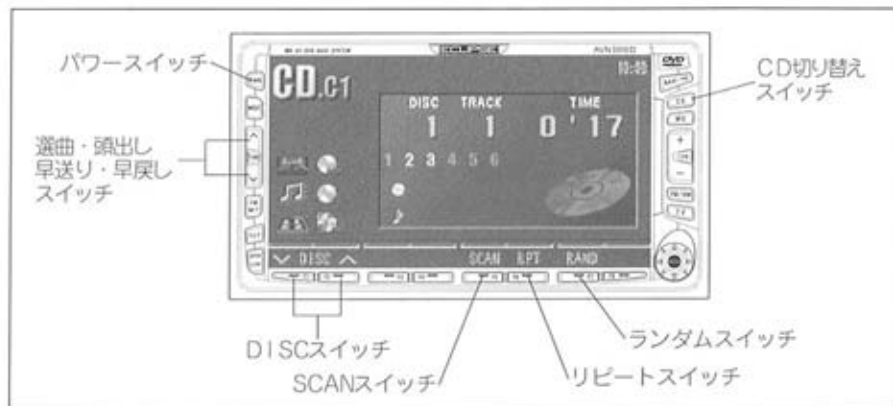 ECLIPSE
DVD
パワースイッチ
選曲・頭出し
早送り・早戻し
スイッチ
CD切り替え
スイッチ
CD.C1
DISC TRACK TIME
1 1 0'17
1 2 3 4 5 6
DISC
SCAN RPT RAND
DISCスイッチ
SCANスイッチ
リピートスイッチ
ランダムスイッチ